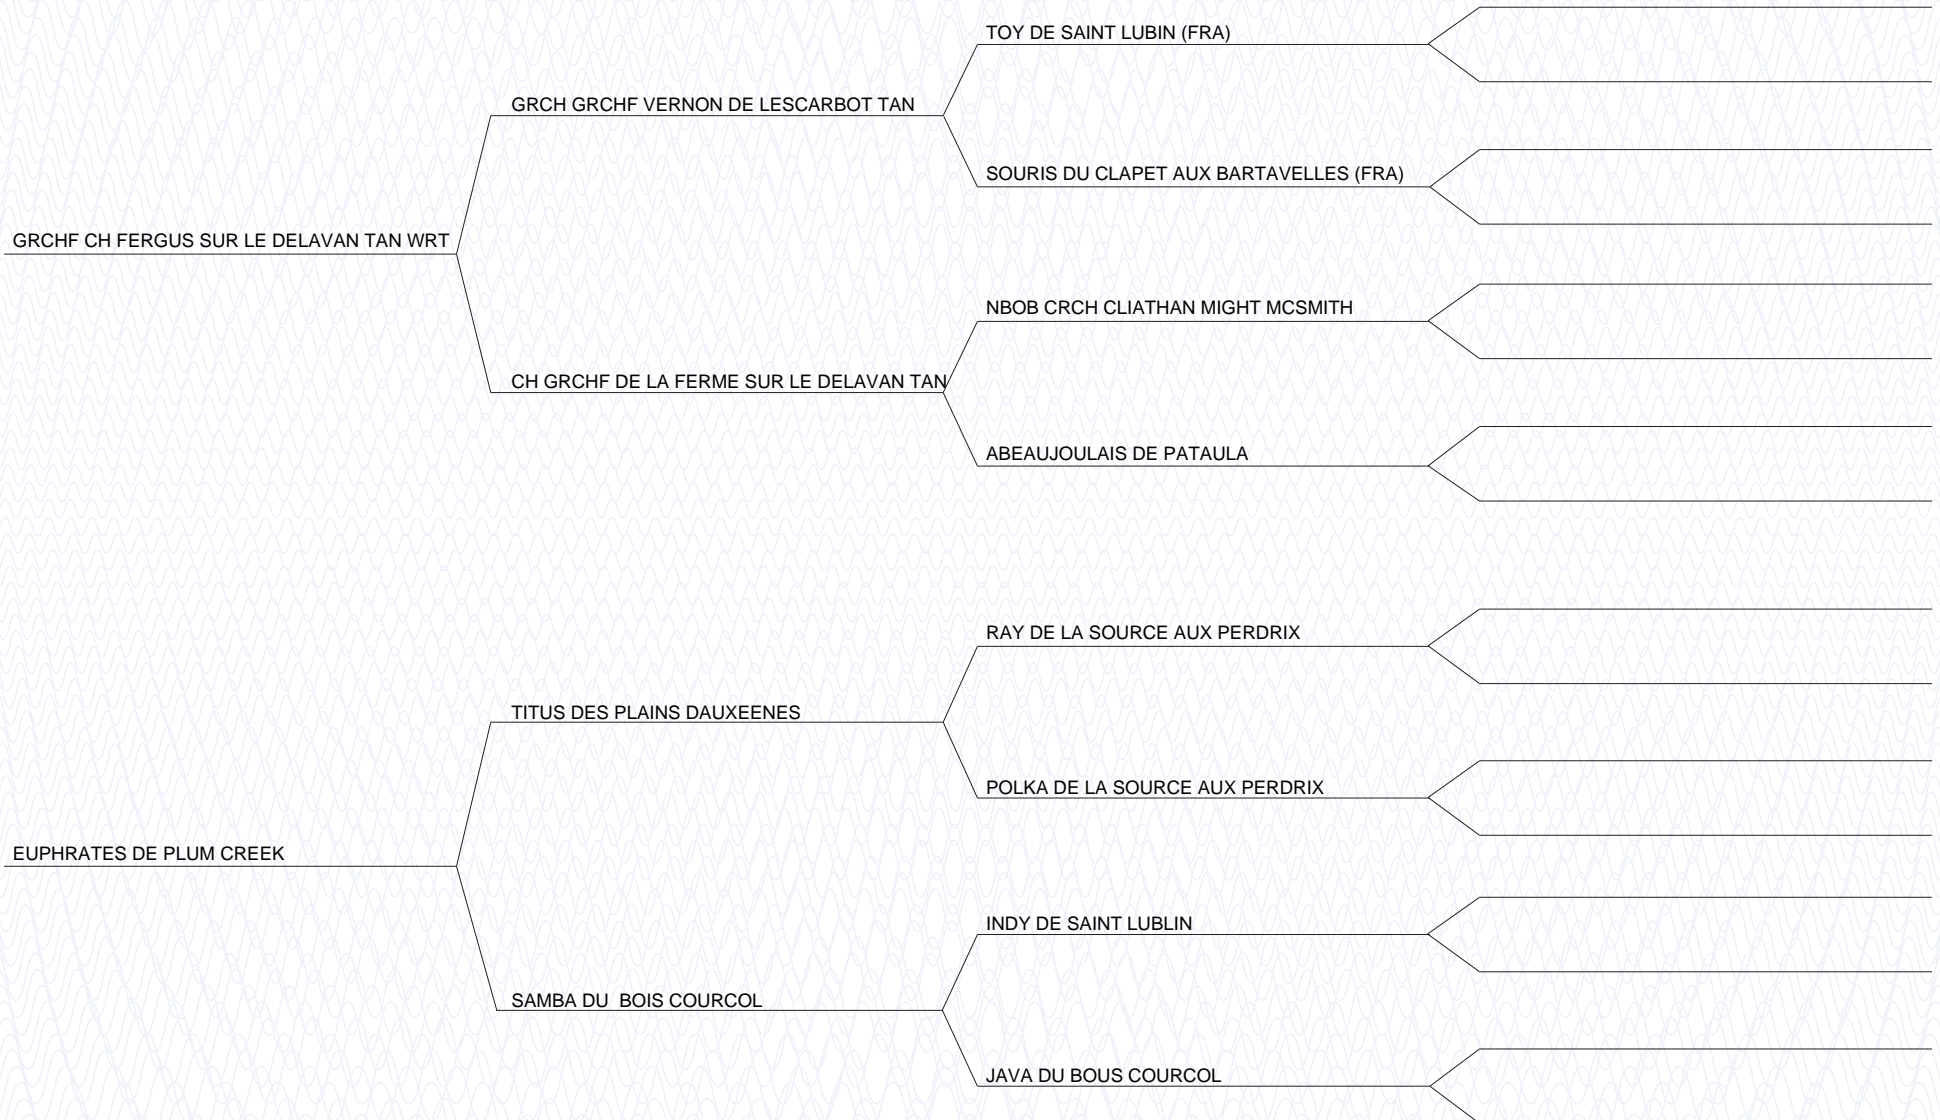 TOY DE SAINT LUBIN (FRA)
GRCH GRCHF VERNON DE LESCARBOT TAN
SOURIS DU CLAPET AUX BARTAVELLES (FRA)
GRCHF CH FERGUS SUR LE DELAVAN TAN WRT
NBOB CRCH CLIATHAN MIGHT MCSMITH
CH GRCHF DE LA FERME SUR LE DELAVAN TAN
ABEAUJOULAIS DE PATAULA
RAY DE LA SOURCE AUX PERDRIX
TITUS DES PLAINS DAUXEENES
POLKA DE LA SOURCE AUX PERDRIX
EUPHRATES DE PLUM CREEK
INDY DE SAINT LUBLIN
SAMBA DU  BOIS COURCOL
JAVA DU BOUS COURCOL